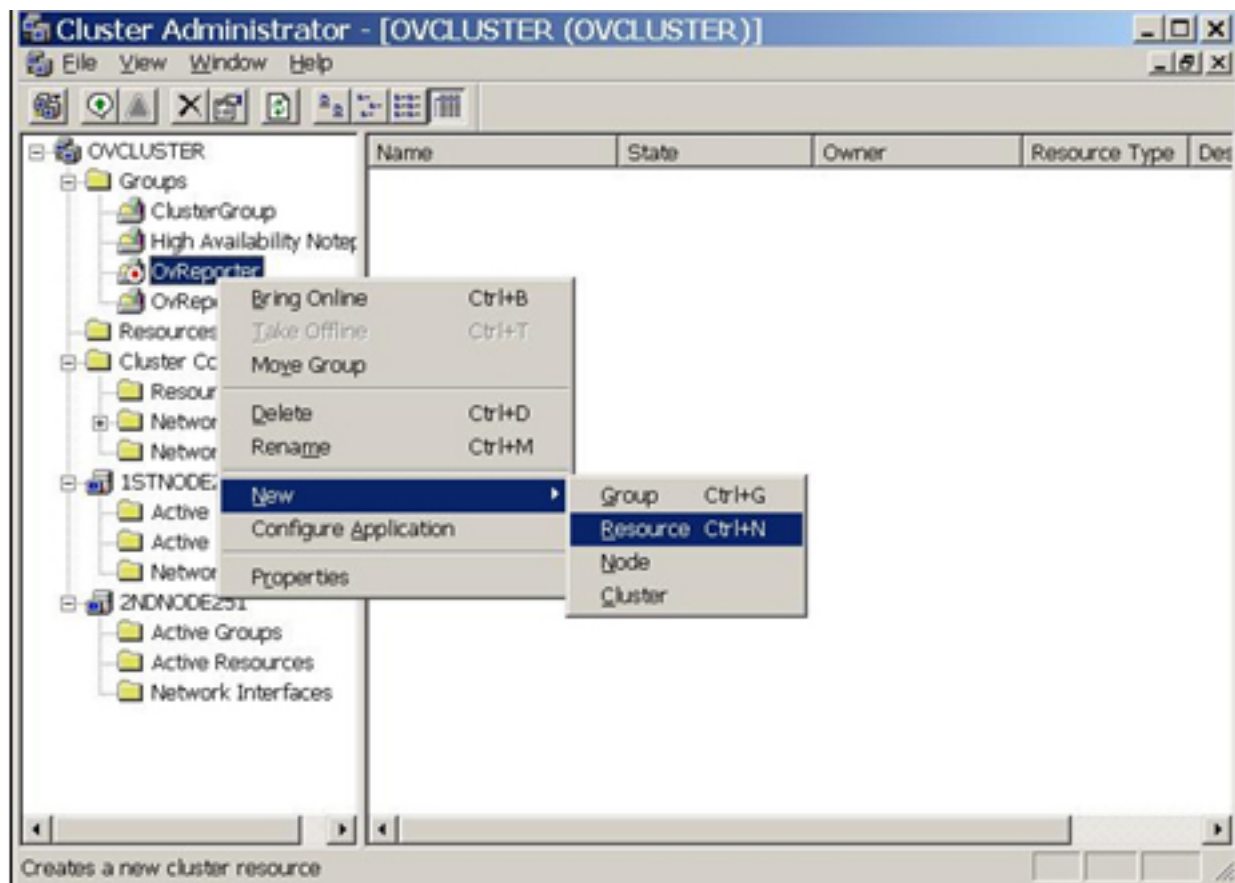 Cluster Administrator - [OVCLUSTER (OVCLUSTER)]
File View Window Help
OVCLUSTER
Groups
ClusterGroup
High Availability Notep
OvReporter
OvRep
Resources
Cluster Co
Resour
Networ
Networ
1STNODE2
Active
Active
Networ
2NDNODE251
Active Groups
Active Resources
Network Interfaces
Name State Owner Resource Type Des
Bring Online Ctrl+B
Take Offline Ctrl+T
Move Group
Delete Ctrl+D
Rename Ctrl+M
New
Configure Application
Properties
Group Ctrl+G
Resource Ctrl+N
Node
Cluster
Creates a new cluster resource